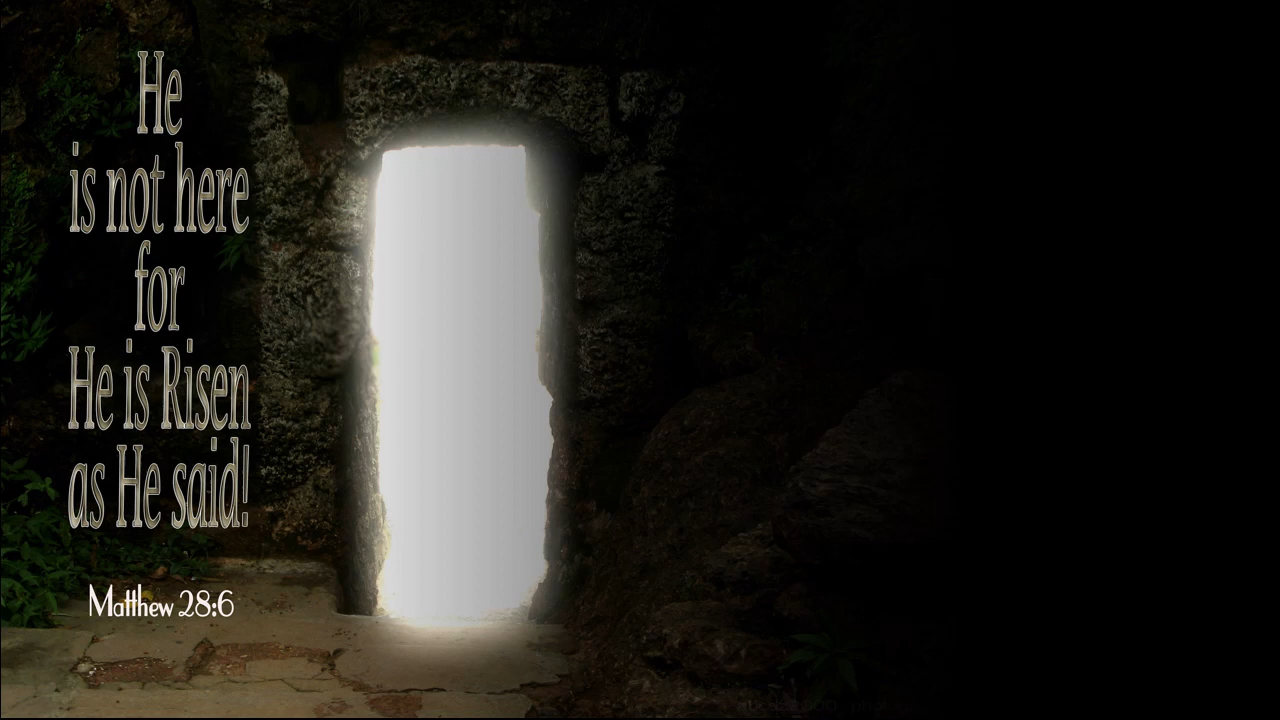 He
is not here
for
He is Risen
as He said!
Matthew 28:6